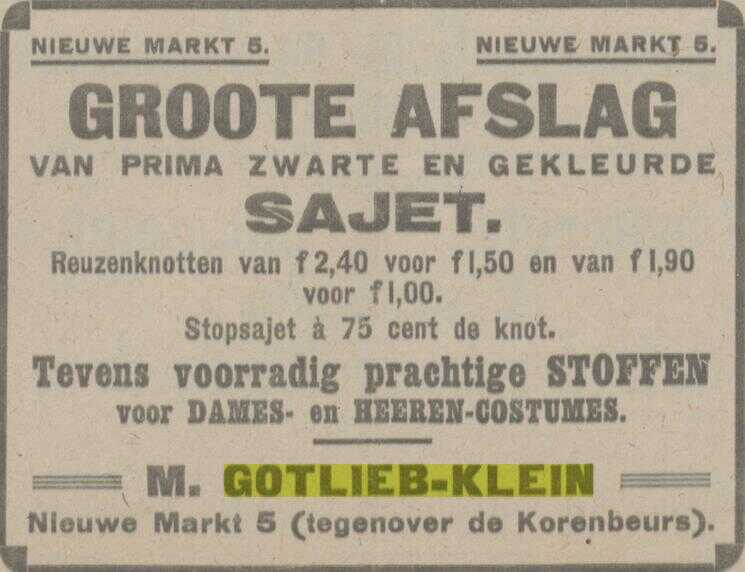 NIEUWE MARKT 5. NIEUWE MARKT 5.
GROOTE AFSLAG
VAN PRIMA ZWARTE EN GEKLEURDE
SAJET.
Reuzenknotten van f 2,40 voor f 1,50 en van f 1,90
voor f 1,00.
Stopsajet à 75 cent de knot.
Tevens voorradig prachtige STOFFEN
voor DAMES- en HEEREN-COSTUMES.
M. GOTLIEB-KLEIN
Nieuwe Markt 5 (tegenover de Korenbeurs).